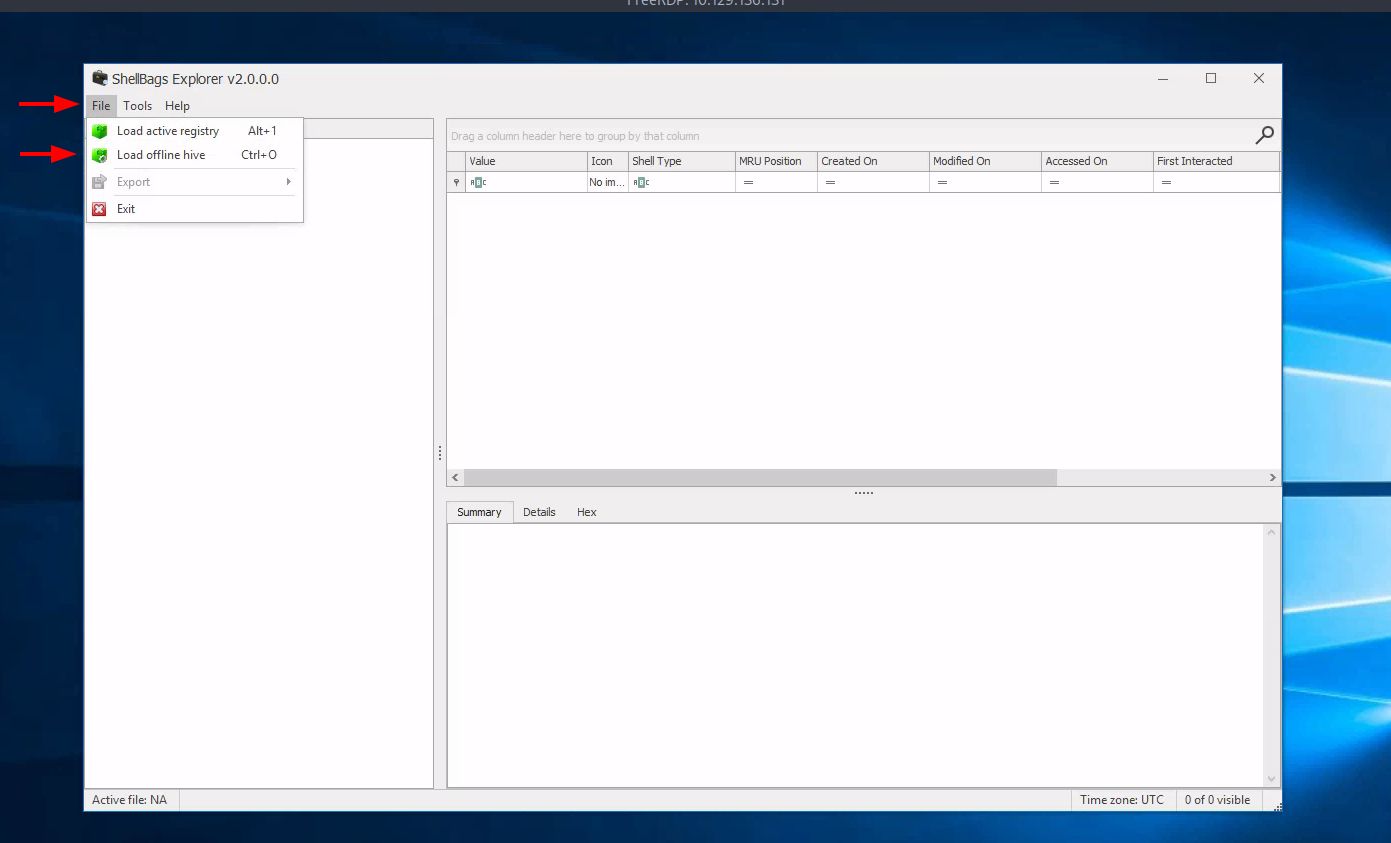 FreeRDP: 10.129.136.131
ShellBags Explorer v2.0.0.0
File Tools Help
Load active registry Alt+1
Load offline hive Ctrl+O
Export
Exit
Drag a column header here to group by that column
Value Icon Shell Type MRU Position Created On Modified On Accessed On First Interacted
ABC No im... ABC = = = = =
Summary Details Hex
Active file: NA
Time zone: UTC
0 of 0 visible